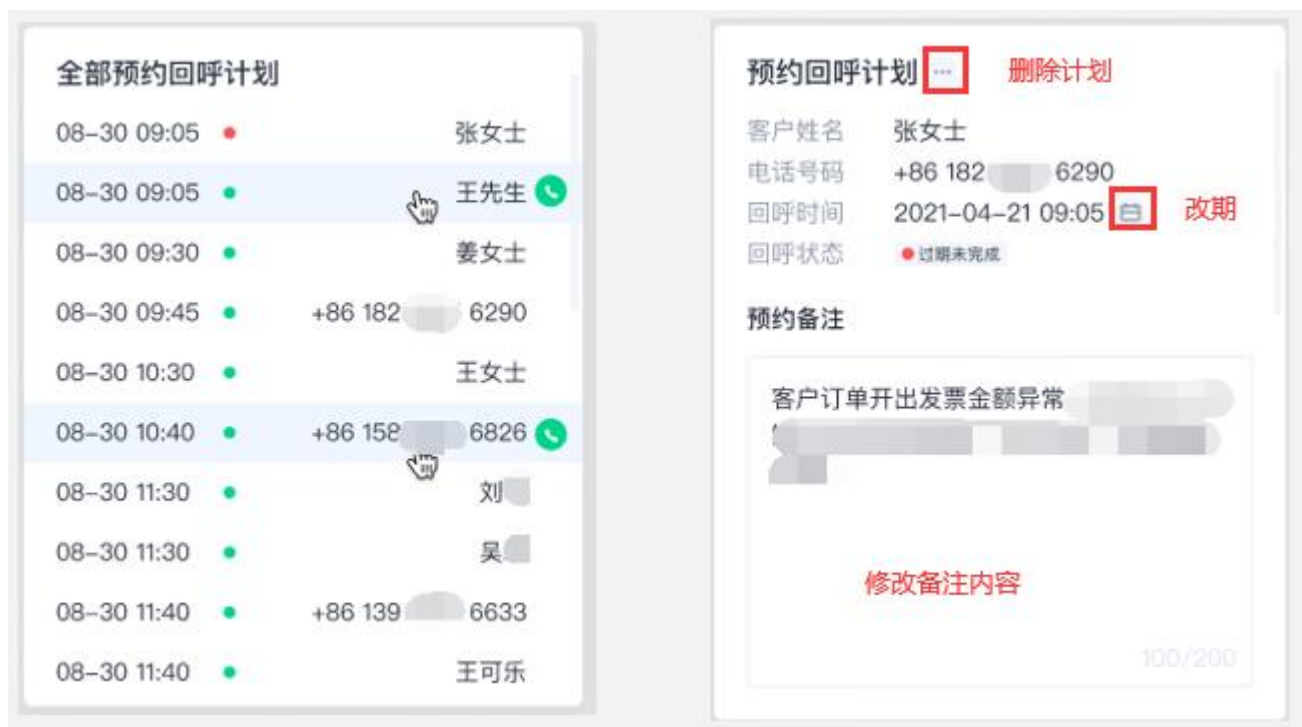 全部预约回呼计划
08-30 09:05 张女士
08-30 09:05 王先生
08-30 09:30 姜女士
08-30 09:45 +86 182 6290
08-30 10:30 王女士
08-30 10:40 +86 158 6826
08-30 11:30 刘
08-30 11:30 吴
08-30 11:40 +86 139 6633
08-30 11:40 王可乐
预约回呼计划 ··· 删除计划
客户姓名 张女士
电话号码 +86 182 6290
回呼时间 2021-04-21 09:05 改期
回呼状态 过期未完成
预约备注
客户订单开出发票金额异常
修改备注内容
100/200